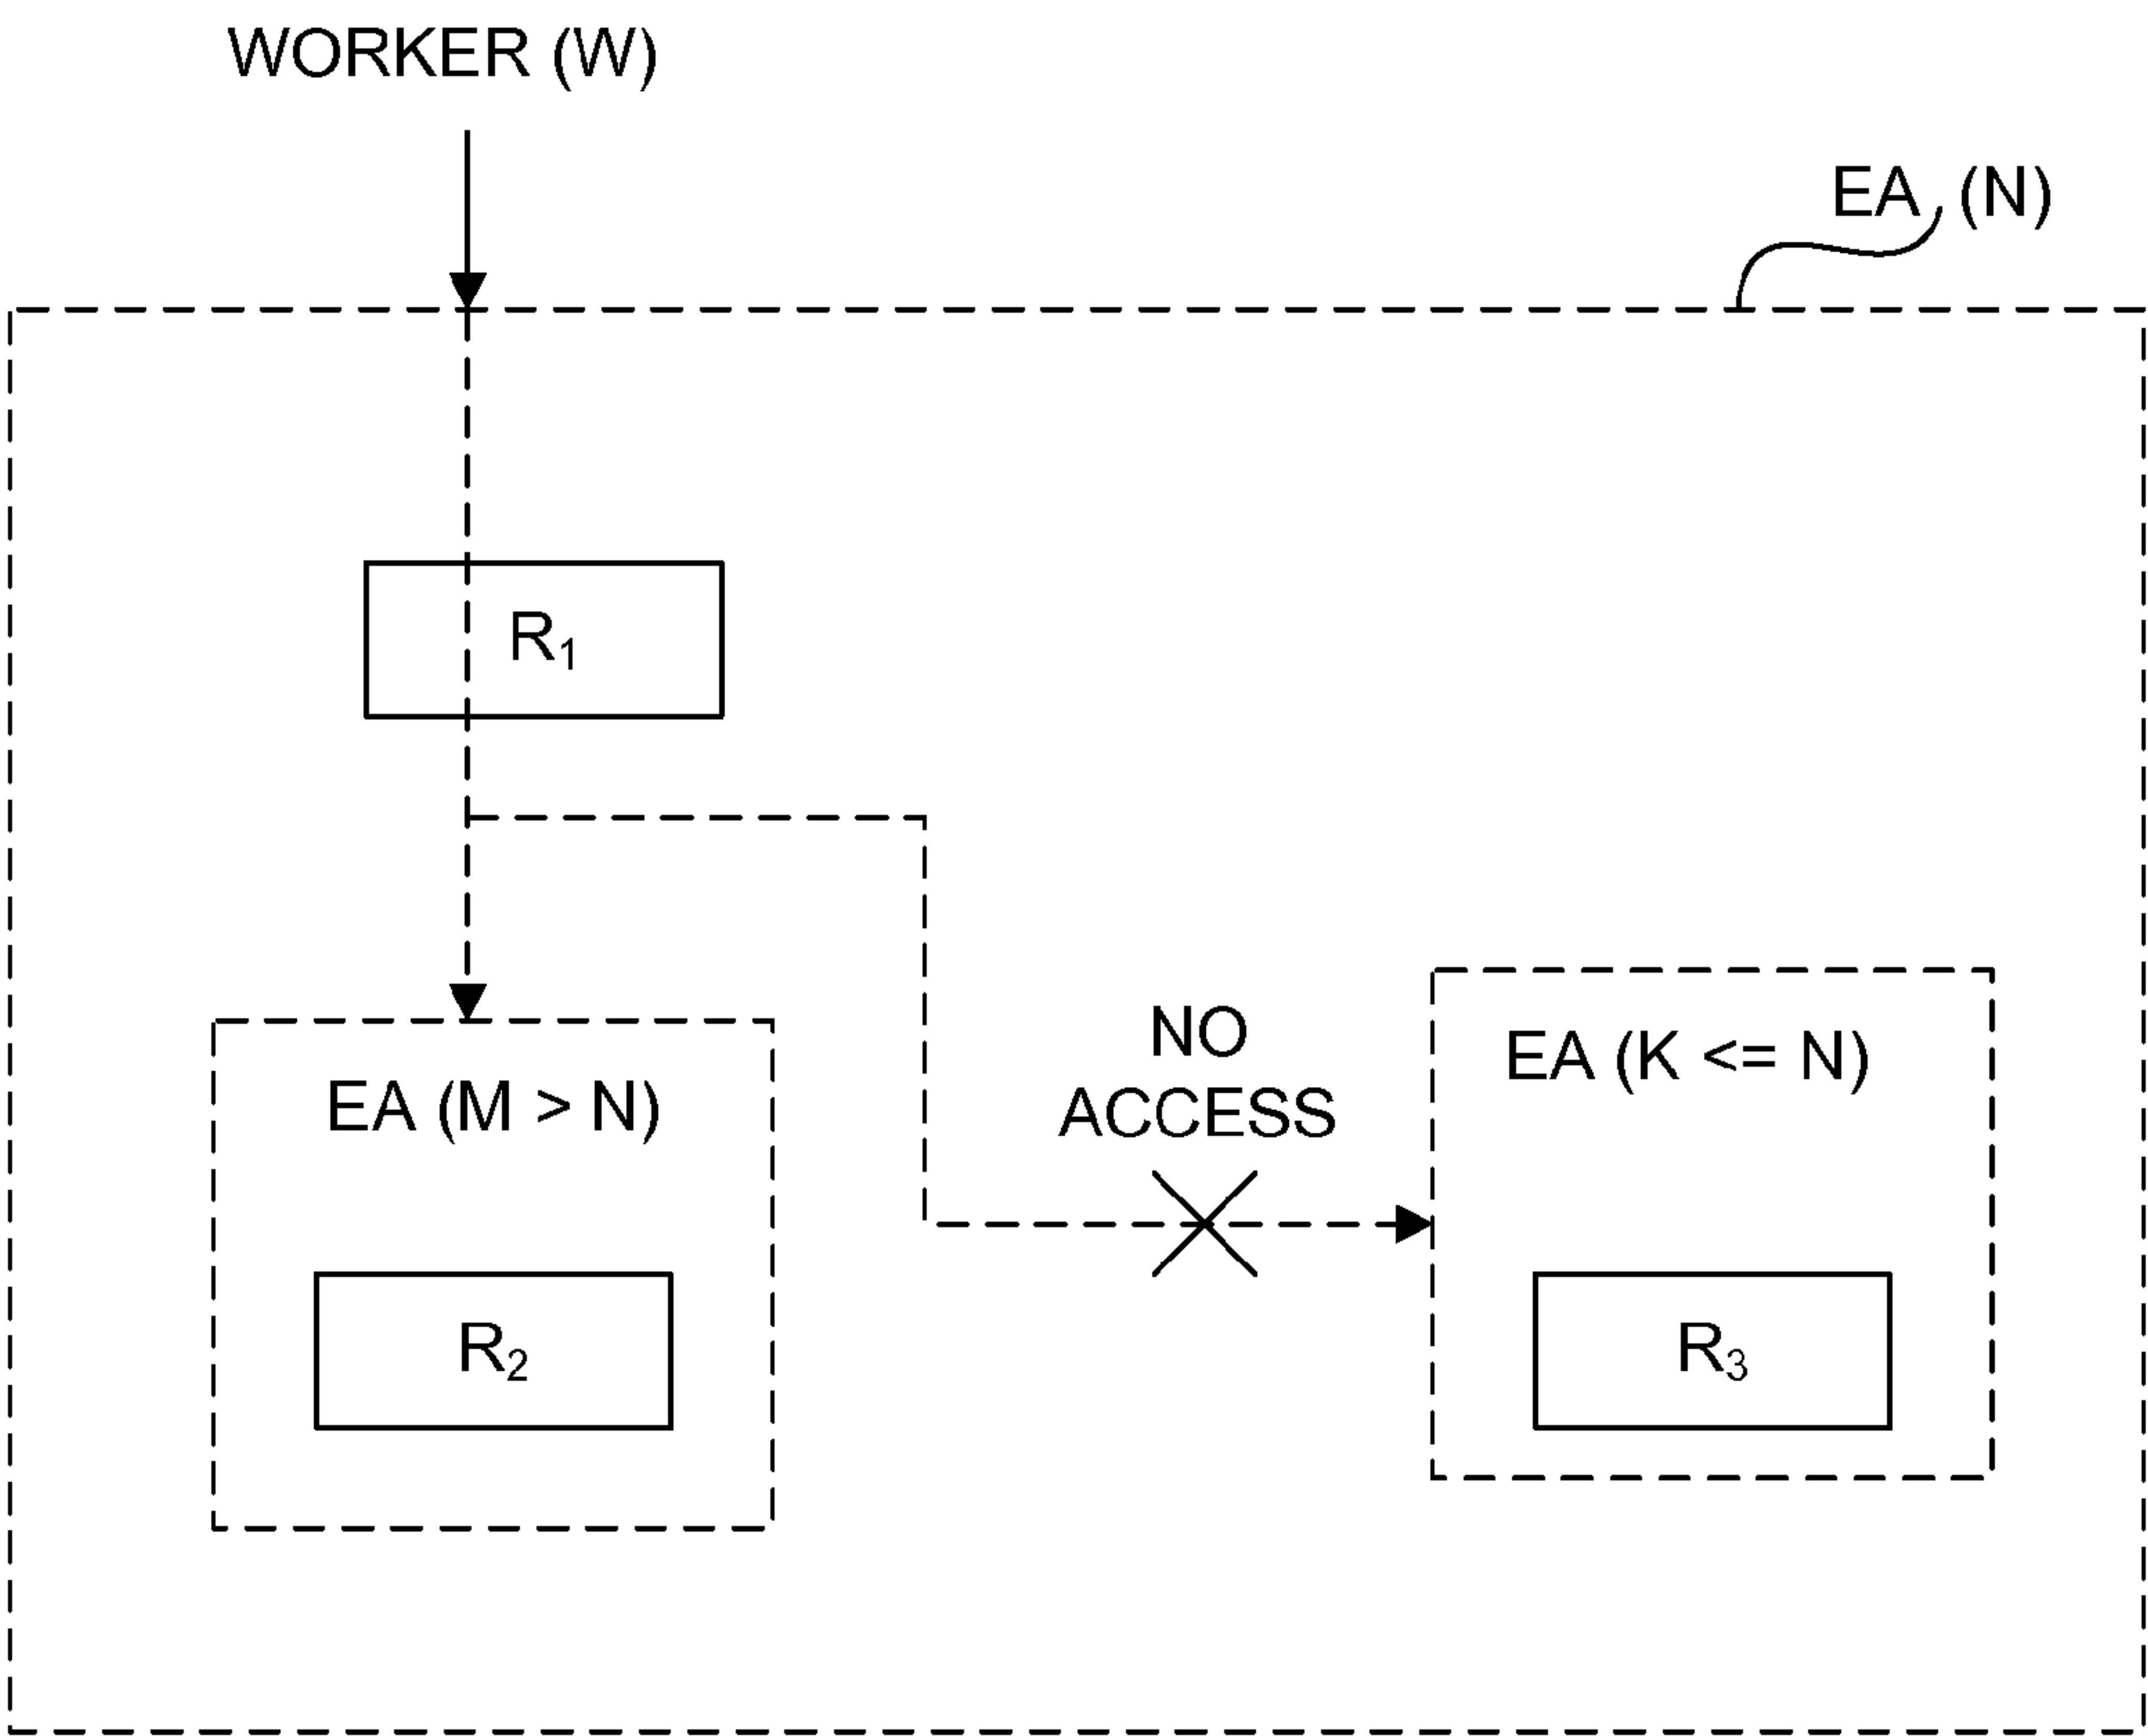 WORKER (W)
EA, (N)
R₁
EA (M > N)
NO
ACCESS
EA (K <= N)
R₂
R₃